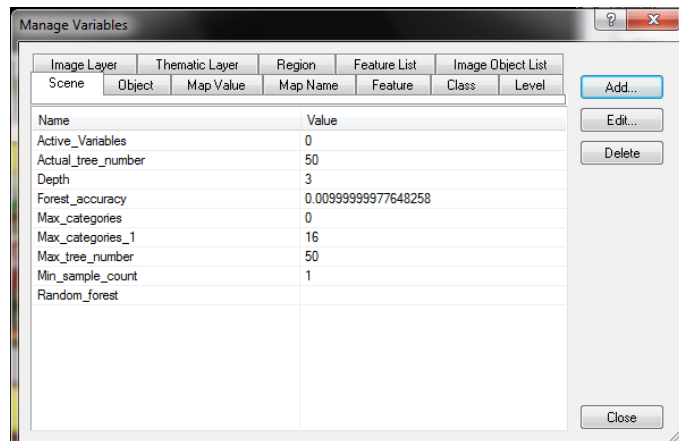 Manage Variables
?
X
Image Layer Thematic Layer Region Feature List Image Object List
Scene Object Map Value Map Name Feature Class Level
Add...
Name Value
Edit...
Active_Variables 0
Actual_tree_number 50
Delete
Depth 3
Forest_accuracy 0.00999999977648258
Max_categories 0
Max_categories_1 16
Max_tree_number 50
Min_sample_count 1
Random_forest
Close